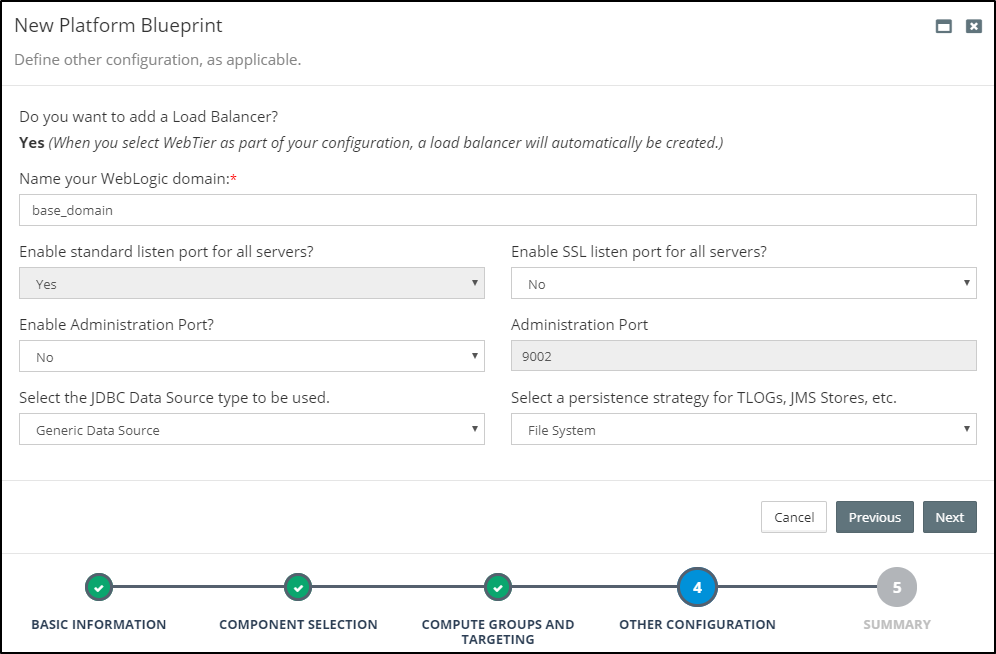 New Platform Blueprint
Define other configuration, as applicable.
Do you want to add a Load Balancer?
Yes (When you select WebTier as part of your configuration, a load balancer will automatically be created.)
Name your WebLogic domain:*
base_domain
Enable standard listen port for all servers?
Yes
Enable SSL listen port for all servers?
No
Enable Administration Port?
No
Administration Port
9002
Select the JDBC Data Source type to be used.
Generic Data Source
Select a persistence strategy for TLOGs, JMS Stores, etc.
File System
Cancel
Previous
Next
BASIC INFORMATION
COMPONENT SELECTION
COMPUTE GROUPS AND
TARGETING
4
OTHER CONFIGURATION
5
SUMMARY